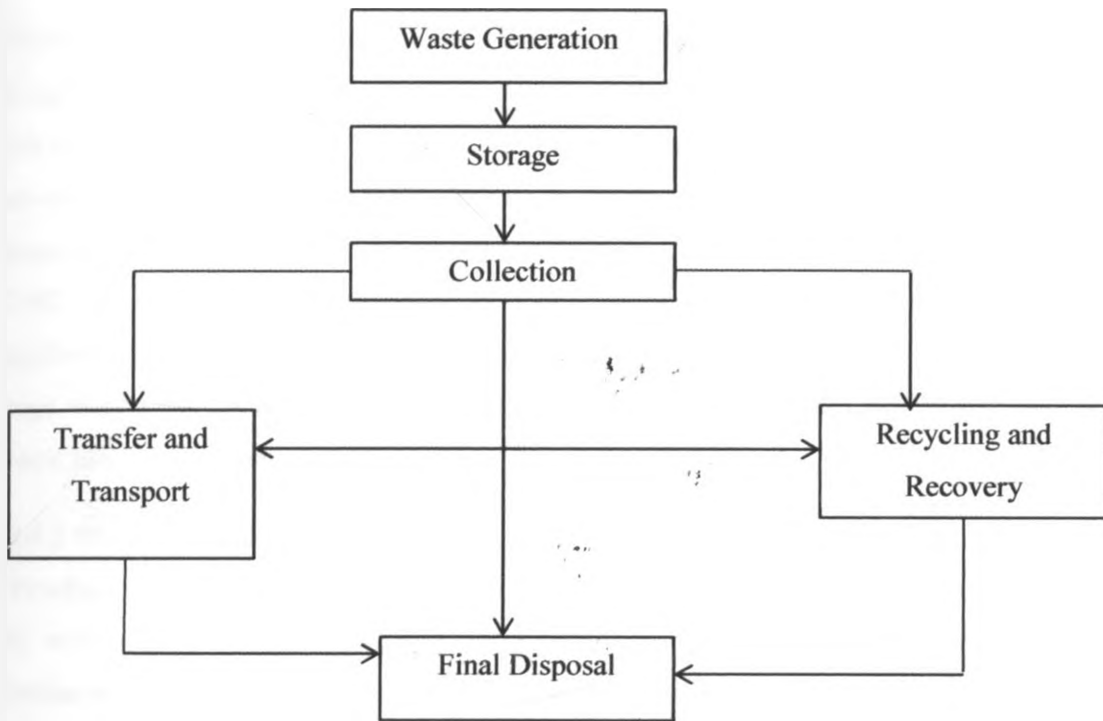 Waste Generation
Storage
Collection
Transfer and
Transport
Recycling and
Recovery
Final Disposal